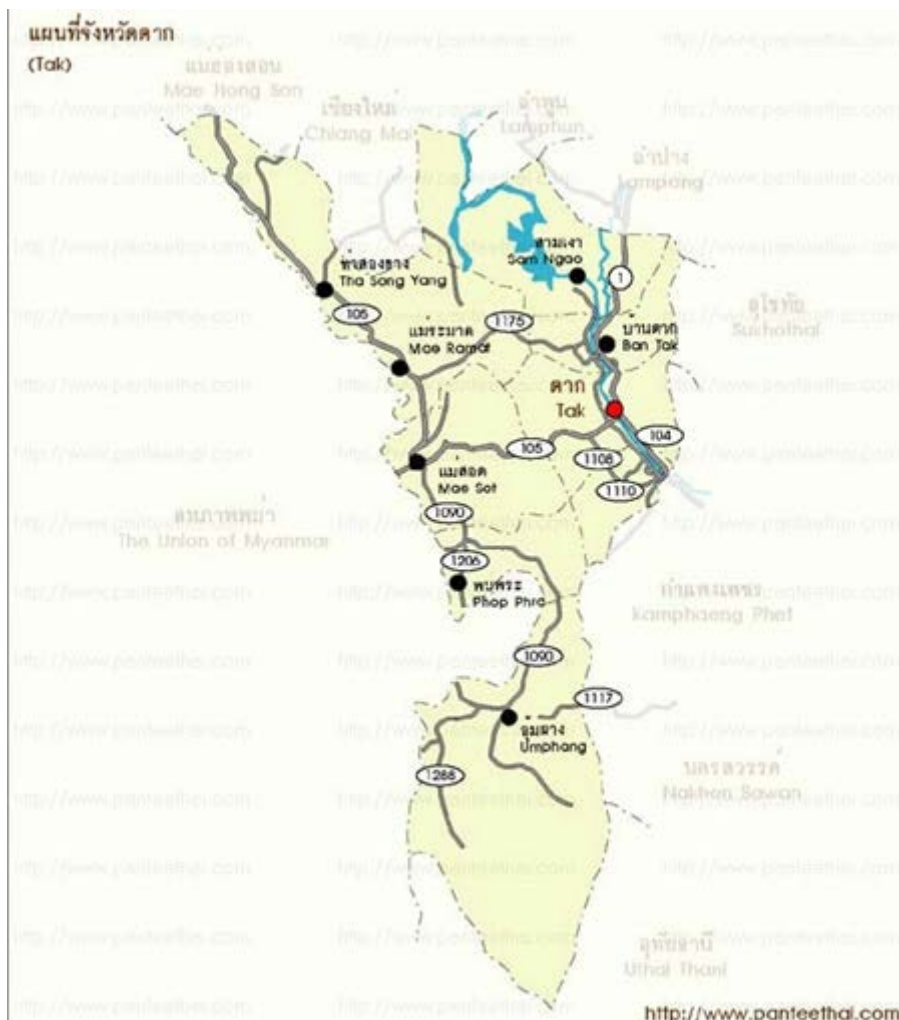 แผนที่จังหวัดตาก
(Tak)
แม่ฮ่องสอน
Mae Hong Son
เชียงใหม่
Chiang Mai
ลำพูน
Lamphun
ลำปาง
Lampang
สามเงา
Sam Ngao
1
ท่าสองยาง
Tha Song Yang
สุโขทัย
Sukhothai
105
1175
บ้านตาก
Ban Tak
แม่ระมาด
Mae Ramat
ตาก
Tak
104
105
1108
แม่สอด
Mae Sot
1110
1090
สหภาพพม่า
The Union of Myanmar
1206
พบพระ
Phop Phra
กำแพงเพชร
Kamphaeng Phet
1090
1117
อุ้มผาง
Umphang
นครสวรรค์
Nakhon Sawan
1288
อุทัยธานี
Uthai Thani
http://www.panteethai.com